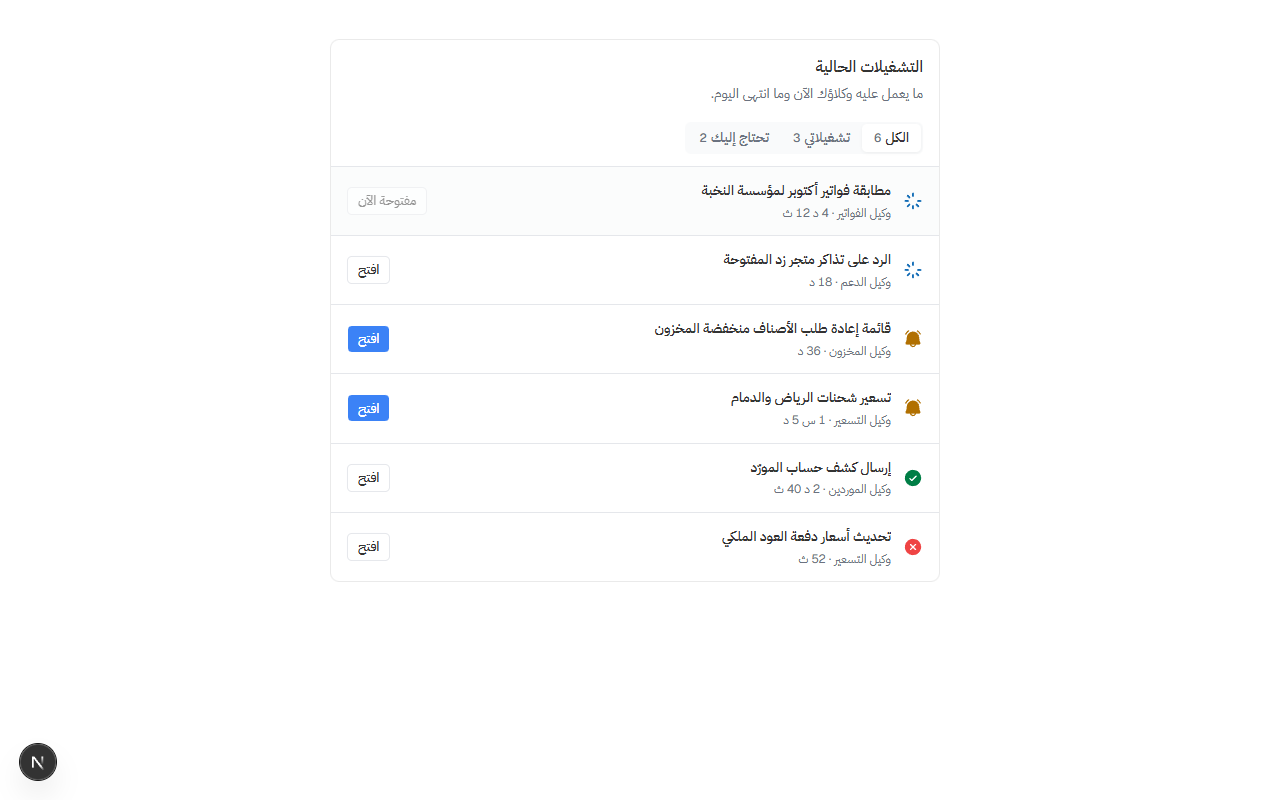 التشغيلات الحالية
ما يعمل عليه وكلاؤك الآن وما انتهى اليوم.
الكل 6
تشغيلاتي 3
تحتاج إليك 2
مطابقة فواتير أكتوبر لمؤسسة النخبة
وكيل الفواتير · 4 د 12 ث
مفتوحة الآن
الرد على تذاكر متجر زد المفتوحة
وكيل الدعم · 18 د
افتح
قائمة إعادة طلب الأصناف منخفضة المخزون
وكيل المخزون · 36 د
افتح
تسعير شحنات الرياض والدمام
وكيل التسعير · 1 س 5 د
افتح
إرسال كشف حساب المورّد
وكيل الموردين · 2 د 40 ث
افتح
تحديث أسعار دفعة العود الملكي
وكيل التسعير · 52 ث
افتح
N